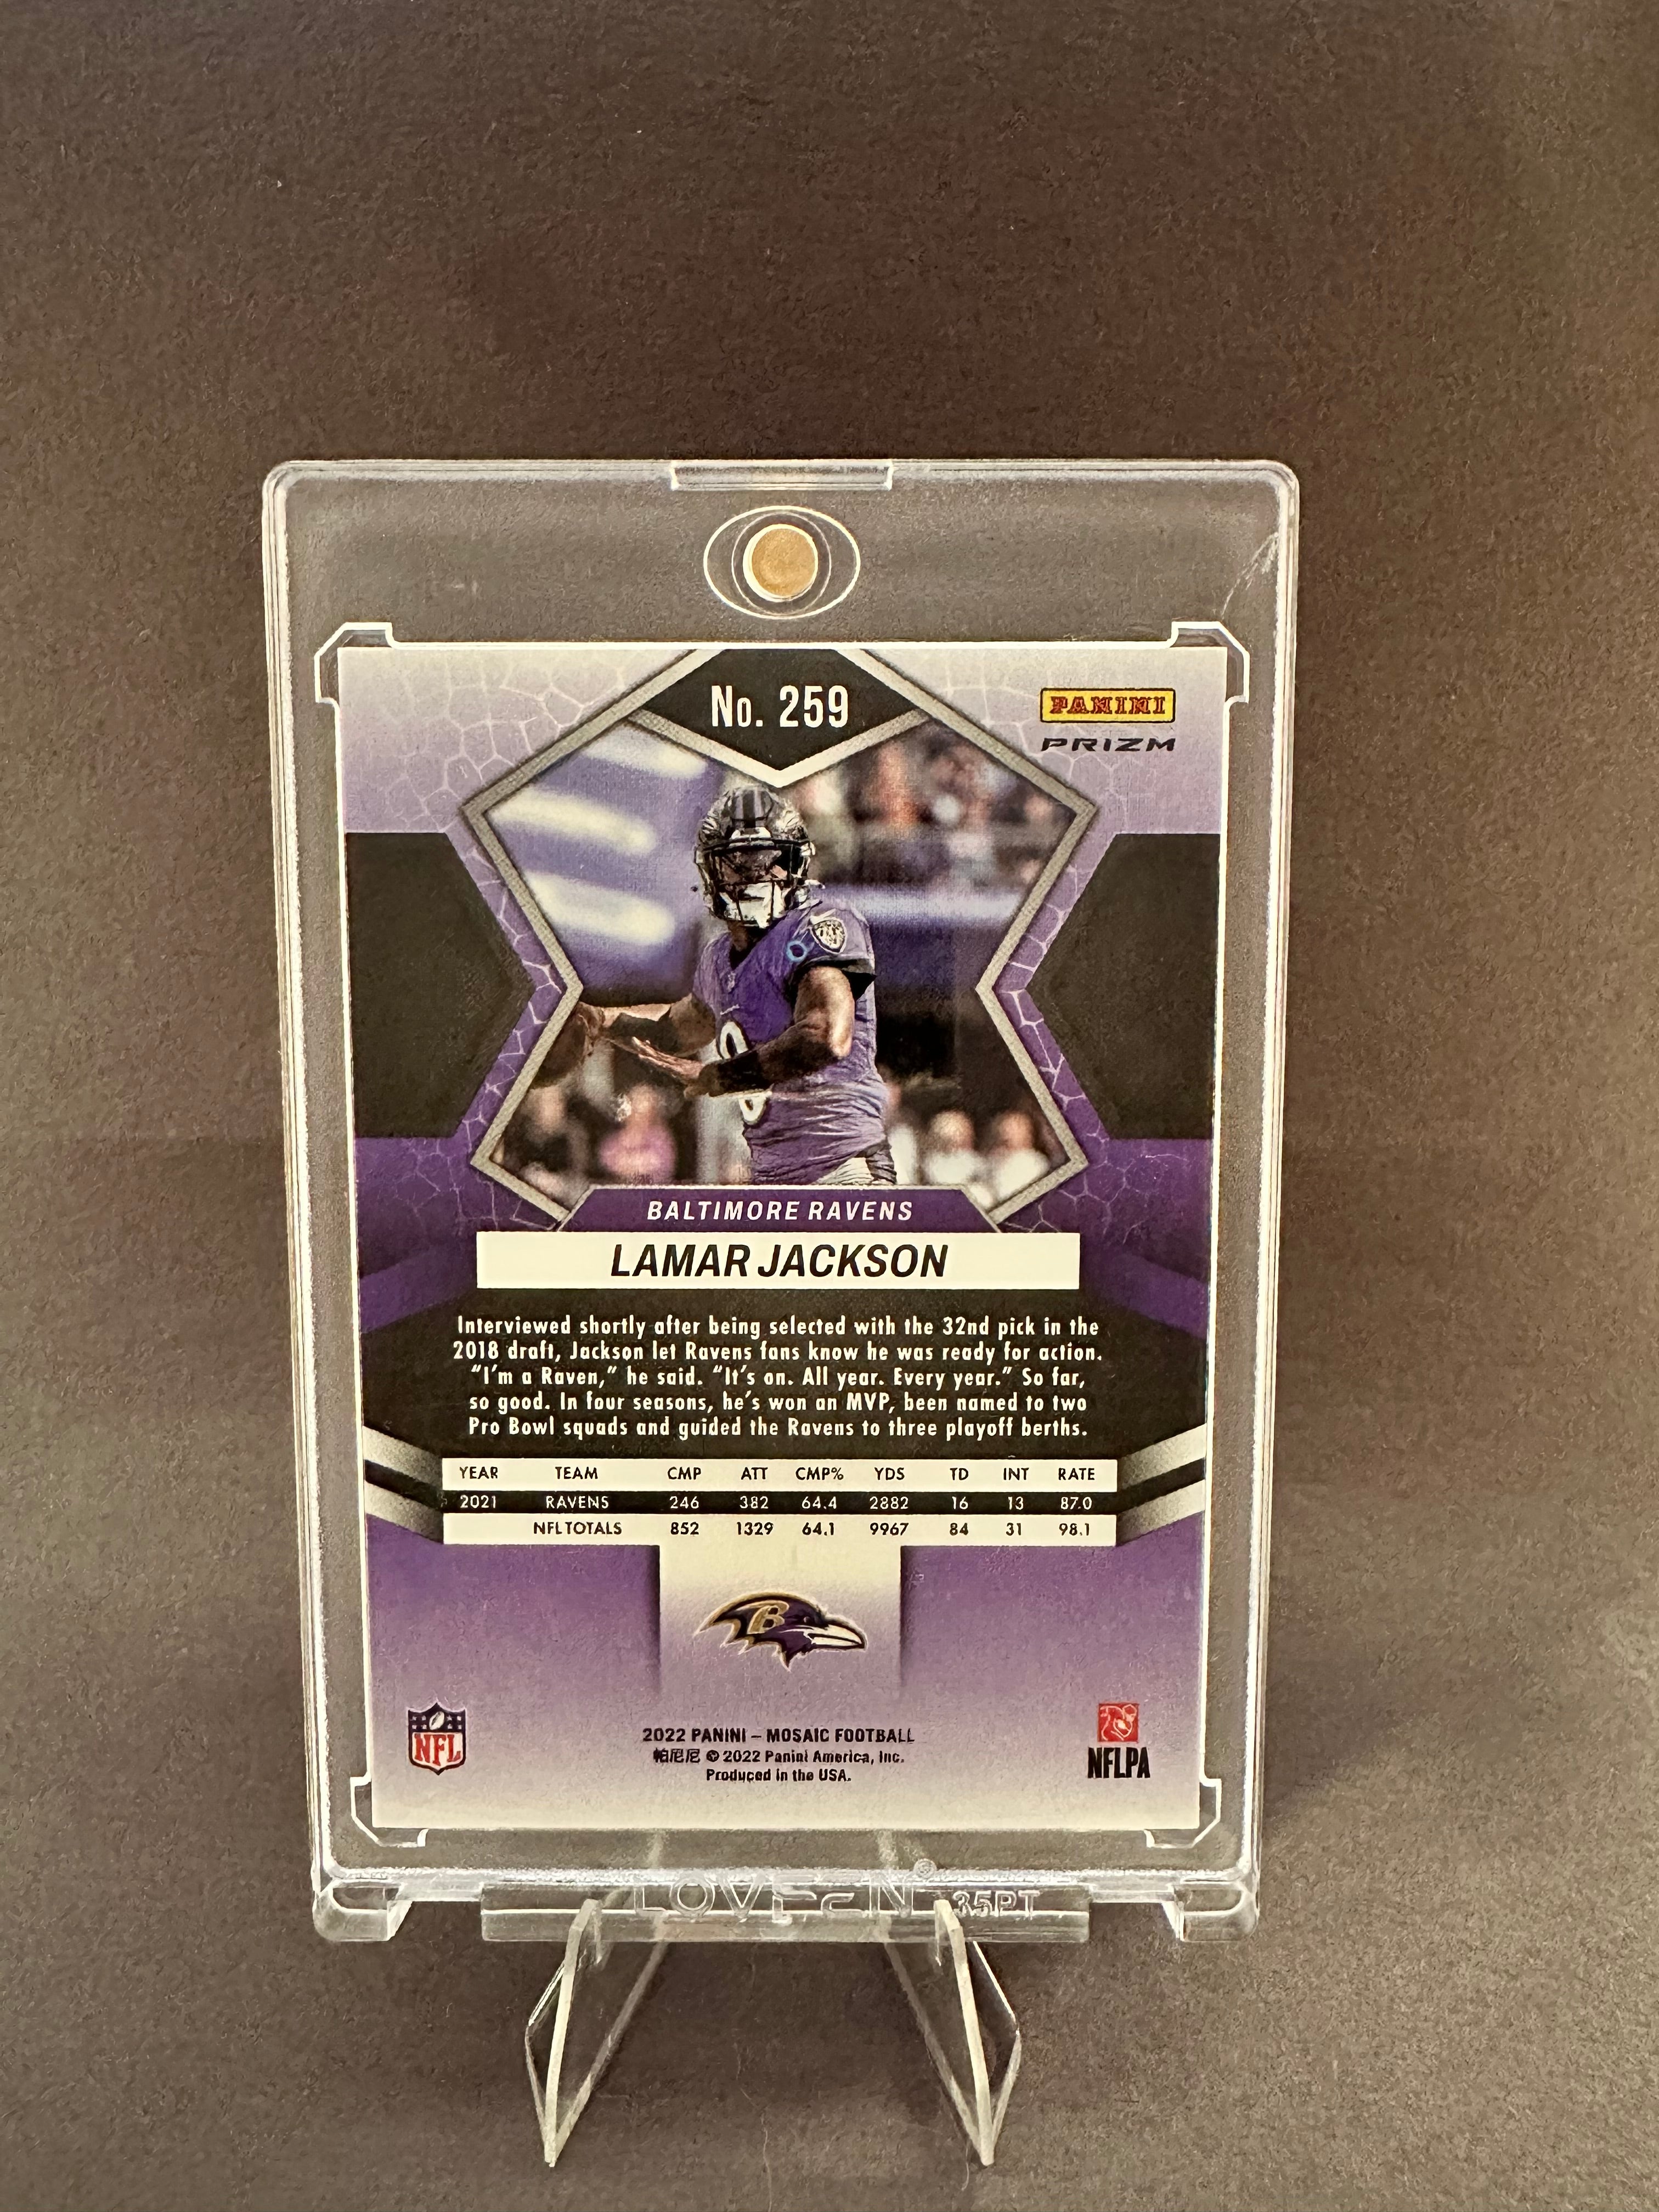 No. 259
PANINI
PRIZM
BALTIMORE RAVENS
LAMAR JACKSON
Interviewed shortly after being selected with the 32nd pick in the
2018 draft, Jackson let Ravens fans know he was ready for action.
“I’m a Raven,” he said. “It’s on. All year. Every year.” So far,
so good. In four seasons, he’s won an MVP, been named to two
Pro Bowl squads and guided the Ravens to three playoff berths.
YEAR TEAM CMP ATT CMP% YDS TD INT RATE
2021 RAVENS 246 382 64.4 2882 16 13 87.0
NFL TOTALS 852 1329 64.1 9967 84 31 98.1
B
NFL
2022 PANINI – MOSAIC FOOTBALL
帕尼尼 © 2022 Panini America, Inc.
Produced in the USA.
NFLPA
35PT